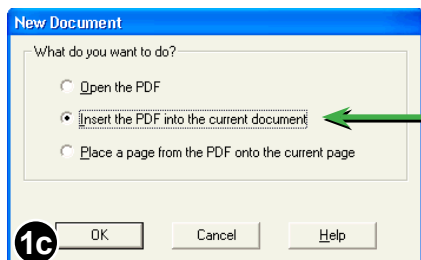 New Document
What do you want to do?
Open the PDF
Insert the PDF into the current document
Place a page from the PDF onto the current page
1c OK Cancel Help